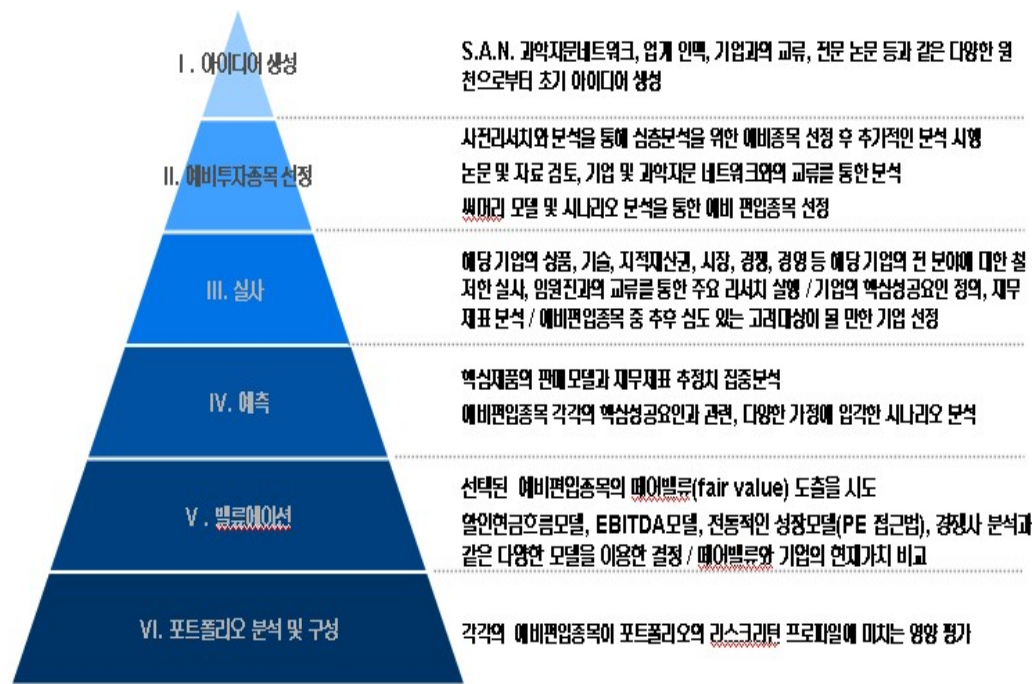 I . 아이디어 생성
S.A.N. 과학자문네트워크, 업계 인맥, 기업과의 교류, 전문 논문 등과 같은 다양한 원
천으로부터 초기 아이디어 생성
II. 예비투자종목 선정
사전리서치와 분석을 통해 심층분석을 위한 예비종목 선정 후 추가적인 분석 시행
논문 및 자료 검토, 기업 및 과학자문 네트워크와의 교류를 통한 분석
써머리 모델 및 시나리오 분석을 통한 예비 편입종목 선정
III. 실사
해당 기업의 상품, 기술, 지적재산권, 시장, 경쟁, 경영 등 해당 기업의 전 분야에 대한 철
저한 실사, 임원진과의 교류를 통한 주요 리서치 실행 / 기업의 핵심성공요인 정의, 재무
제표 분석 / 예비편입종목 중 추후 심도 있는 고려대상이 될 만한 기업 선정
IV. 예측
핵심제품의 판매모델과 재무제표 추정치 집중분석
예비편입종목 각각의 핵심성공요인과 관련, 다양한 가정에 입각한 시나리오 분석
V . 밸류에이션
선택된 예비편입종목의 페어밸류(fair value) 도출을 시도
할인현금흐름모델, EBITDA모델, 전통적인 성장모델(PE 접근법), 경쟁사 분석과
같은 다양한 모델을 이용한 결정 / 페어밸류와 기업의 현재가치 비교
VI. 포트폴리오 분석 및 구성
각각의 예비편입종목이 포트폴리오의 리스크리턴 프로파일에 미치는 영향 평가